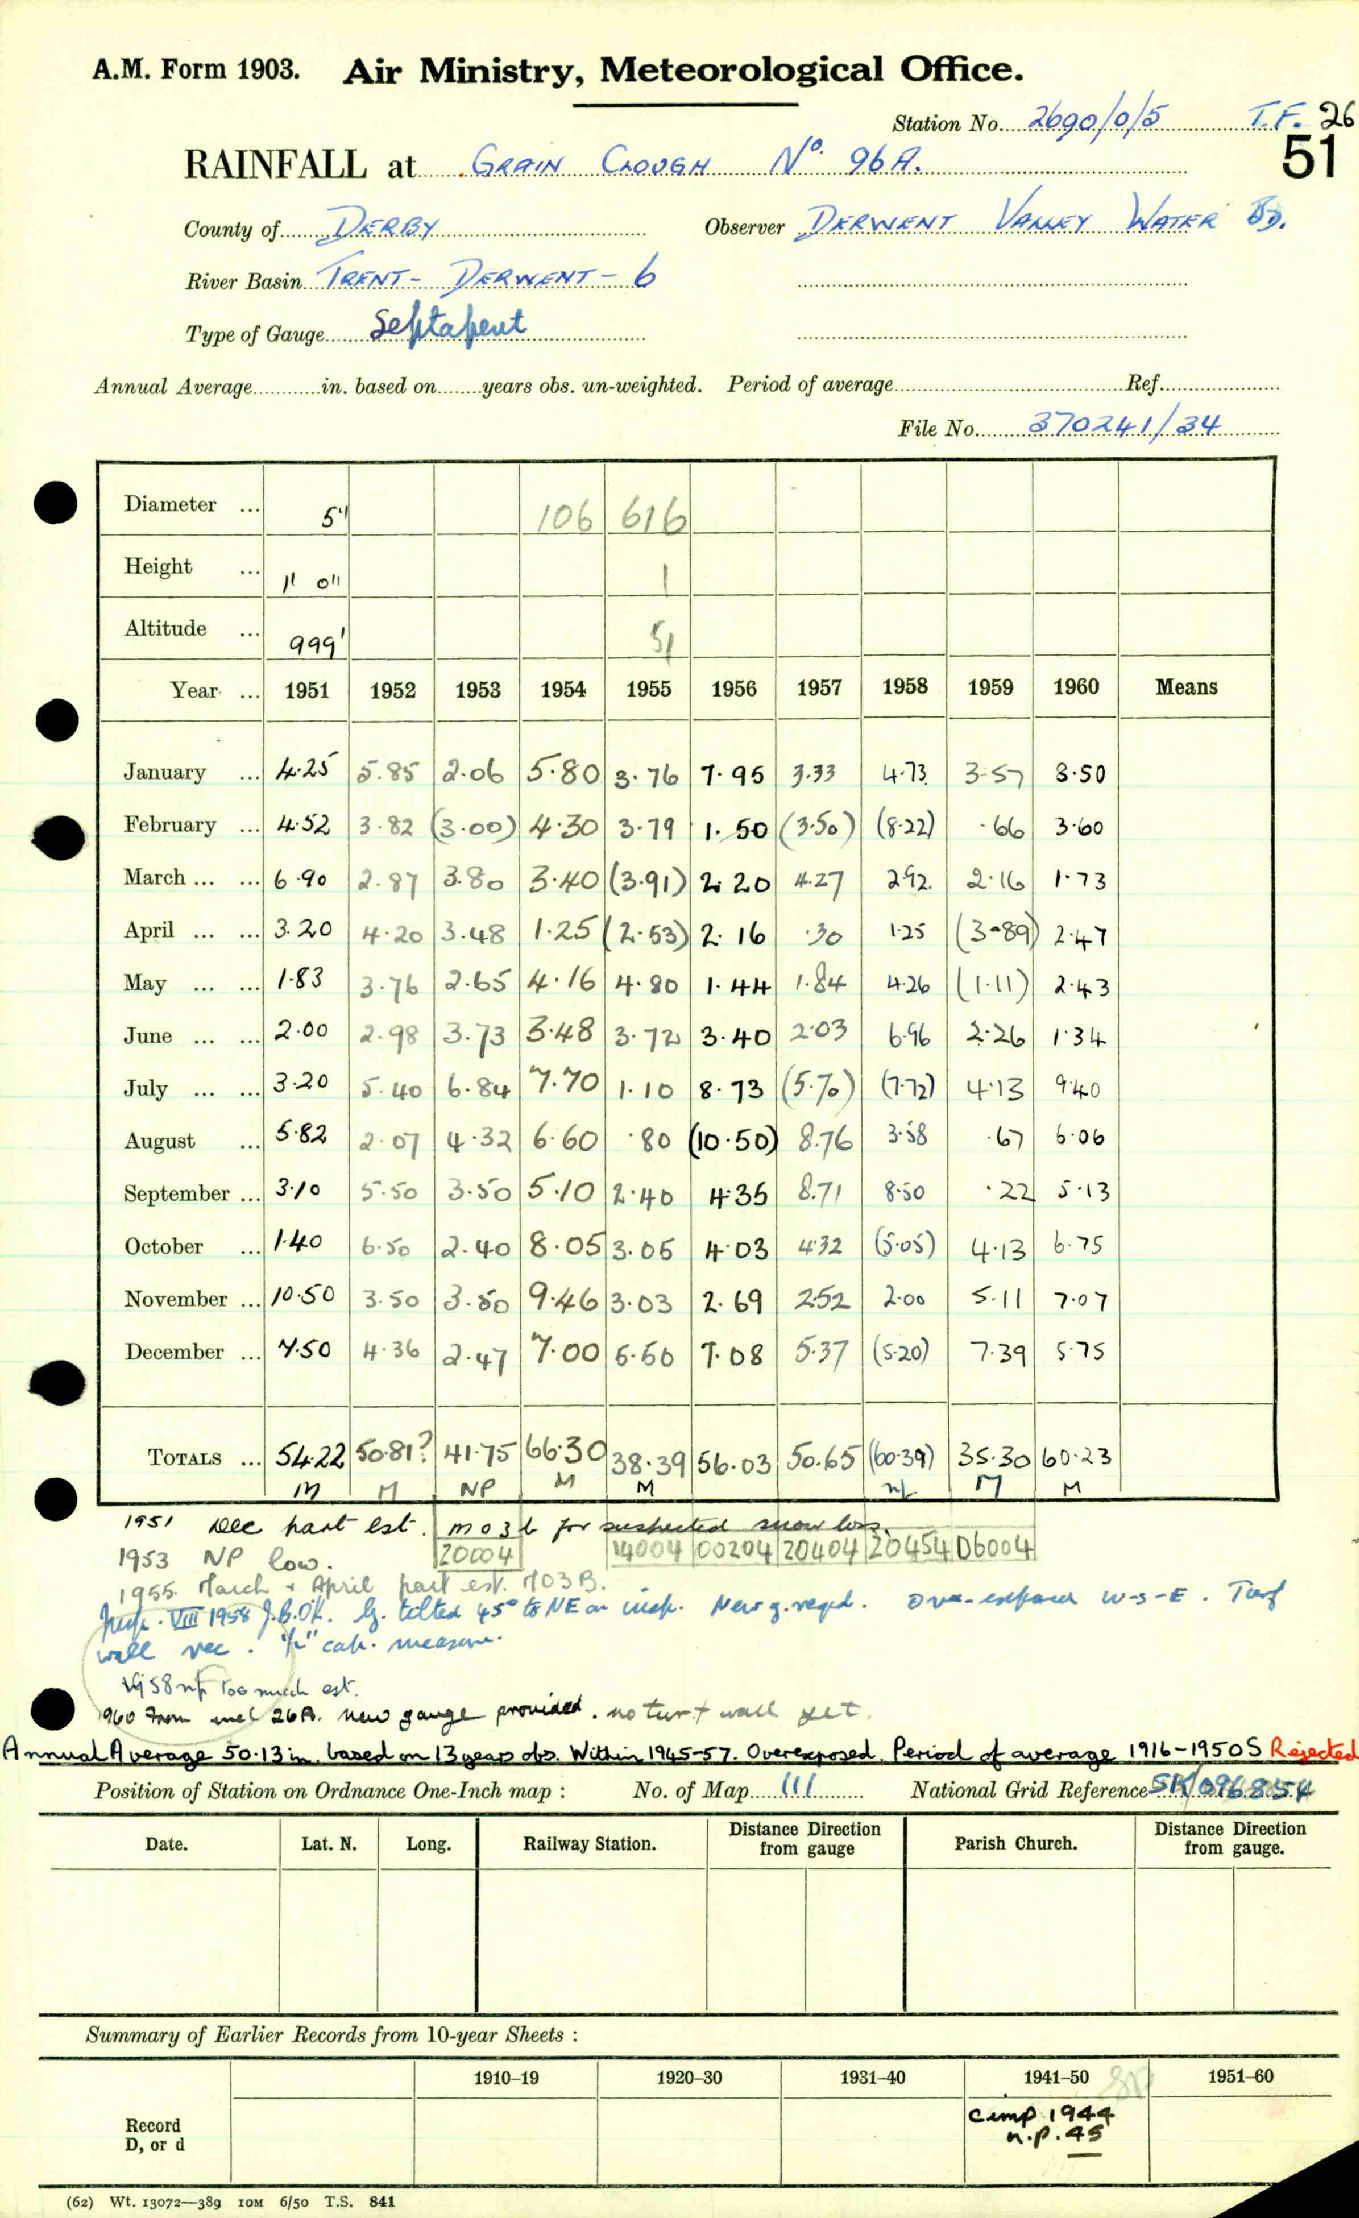 A.M. Form 1903. Air Ministry, Meteorological Office.
Station No. 2690/0/5 T.F. 26
RAINFALL at GRAIN CLOUGH No. 96A. 51
County of DERBY Observer DERWENT VALLEY WATER BD.
River Basin TRENT - DERWENT - 6
Type of Gauge Septapent
Annual Average in. based on years obs. un-weighted. Period of average Ref.
File No. 370241/34
Diameter ... 5" 106 616
Height ... 1' 0" 1
Altitude ... 999' 51
Year ... 1951 1952 1953 1954 1955 1956 1957 1958 1959 1960 Means
January ... 4.25 5.85 2.06 5.80 3.76 7.95 3.33 4.73 3.57 8.50
February ... 4.52 3.82 (3.00) 4.30 3.79 1.50 (3.50) (8.22) .66 3.60
March ... ... 6.90 2.87 3.80 3.40 (3.91) 2.20 4.27 2.92 2.16 1.73
April ... ... 3.20 4.20 3.48 1.25 (2.53) 2.16 .30 1.25 (3.89) 2.47
May ... ... 1.83 3.76 2.65 4.16 4.80 1.44 1.84 4.26 (1.11) 2.43
June ... ... 2.00 2.98 3.73 3.48 3.72 3.40 2.03 6.96 2.26 1.34
July ... ... 3.20 5.40 6.84 7.70 1.10 8.73 (5.70) (7.72) 4.13 9.40
August ... 5.82 2.07 4.32 6.60 .80 (10.50) 8.76 3.58 .67 6.06
September ... 3.10 5.50 3.50 5.10 2.40 4.35 8.71 8.50 .22 5.13
October ... 1.40 6.50 2.40 8.05 3.05 4.03 4.32 (5.05) 4.13 6.75
November ... 10.50 3.50 3.50 9.46 3.03 2.69 2.52 2.00 5.11 7.07
December ... 7.50 4.36 2.47 7.00 6.60 7.08 5.37 (5.20) 7.39 5.75
TOTALS ... 54.22 50.81? 41.75 66.30 38.39 56.03 50.65 (60.39) 35.30 60.23
M M NP M M M M
1951 Dec part est. m03b for suspected snow loss.
1953 NP low. 20004 14004 00204 20404 20454 D6004
1955. March & April part est. M03B.
Insp. VIII 1958 J.B.O'K. G. tilted 45° to NE on insp. New g. reqd. Over-exposed W-S-E. Turf
wall rec. cap. measure.
1958 np too much est.
1960 From 26A. New gauge provided. no turf wall yet.
Annual Average 50.13 in. based on 13 years obs. Within 1945-57. Overexposed. Period of average 1916-1950S Rejected
Position of Station on Ordnance One-Inch map : No. of Map 111 National Grid Reference SK/096854
Date. Lat. N. Long. Railway Station. Distance from Direction gauge Parish Church. Distance from Direction gauge.
Summary of Earlier Records from 10-year Sheets :
1910-19 1920-30 1931-40 1941-50 1951-60
Record
D, or d
comp 1944
n.p. 45
(62) Wt. 13072—389 10M 6/50 T.S. 841